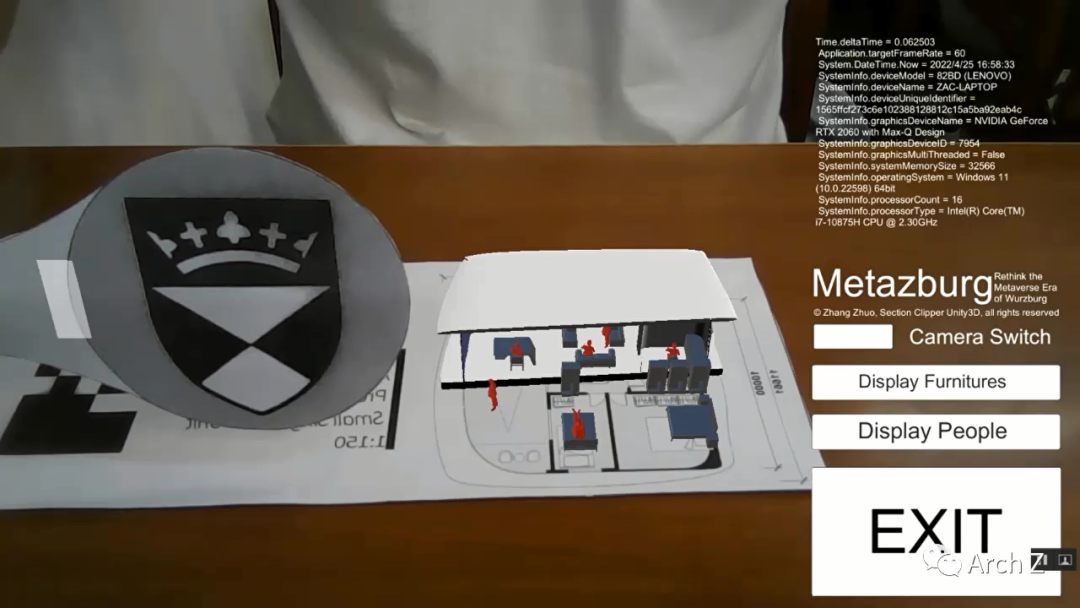 Time.deltaTime = 0.062503
Application.targetFrameRate = 60
System.DateTime.Now = 2022/4/25 16:58:33
SystemInfo.deviceModel = 82BD (LENOVO)
SystemInfo.deviceName = ZAC-LAPTOP
SystemInfo.deviceUniqueIdentifier =
1565ffcf273c6e102388128812c15a5ba92eab4c
SystemInfo.graphicsDeviceName = NVIDIA GeForce
RTX 2060 with Max-Q Design
SystemInfo.graphicsDeviceID = 7954
SystemInfo.graphicsMultiThreaded = False
SystemInfo.systemMemorySize = 32566
SystemInfo.operatingSystem = Windows 11
(10.0.22598) 64bit
SystemInfo.processorCount = 16
SystemInfo.processorType = Intel(R) Core(TM)
i7-10875H CPU @ 2.30GHz
Metazburg
Rethink the
Metaverse Era
of Wurzburg
© Zhang Zhuo, Section Clipper Unity3D, all rights reserved
Camera Switch
Display Furnitures
Display People
EXIT
Arch Z
Small
1:150
10000